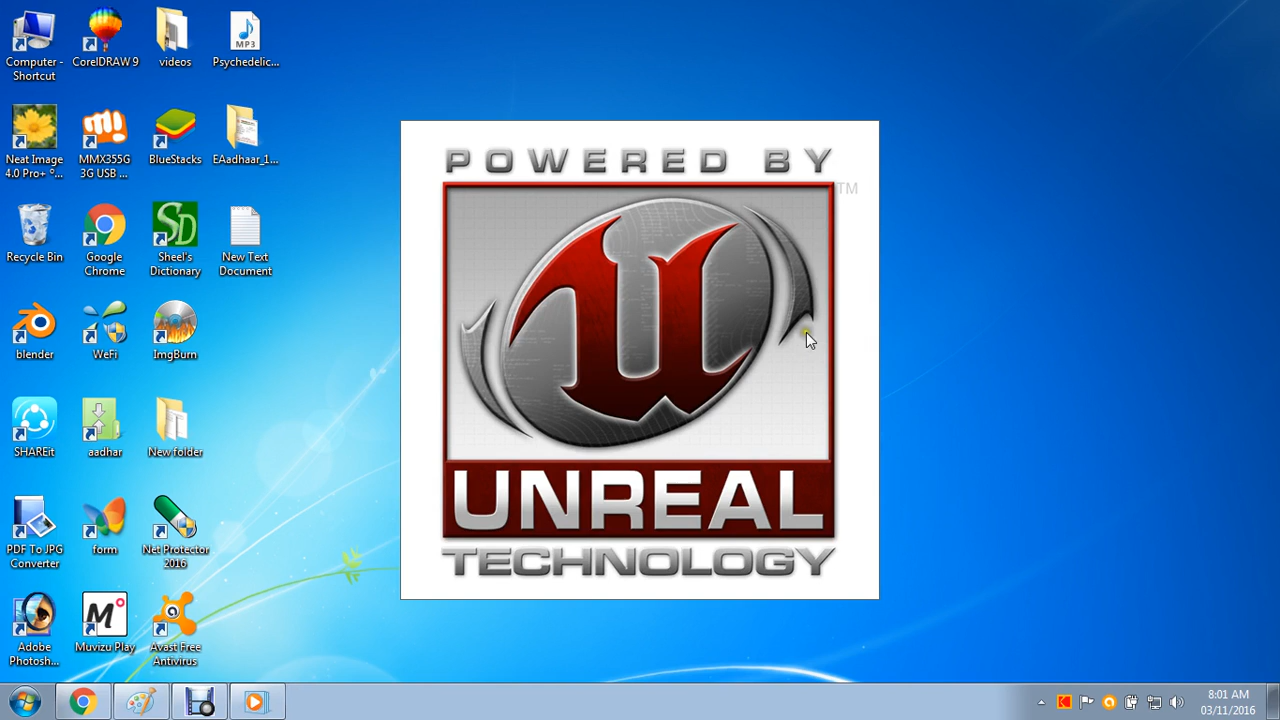 Computer -
Shortcut
CorelDRAW 9
videos
Psychedelic...
MP3
Neat Image
4.0 Pro+ °...
MMX355G
3G USB ...
BlueStacks
EAadhaar_1...
Recycle Bin
Google
Chrome
SD
Sheel's
Dictionary
New Text
Document
blender
WeFi
ImgBurn
SHAREit
aadhar
New folder
PDF To JPG
Converter
form
Net Protector
2016
Adobe
Photosh...
M
Muvizu Play
Avast Free
Antivirus
POWERED BY
TM
U
UNREAL
TECHNOLOGY
8:01 AM
03/11/2016